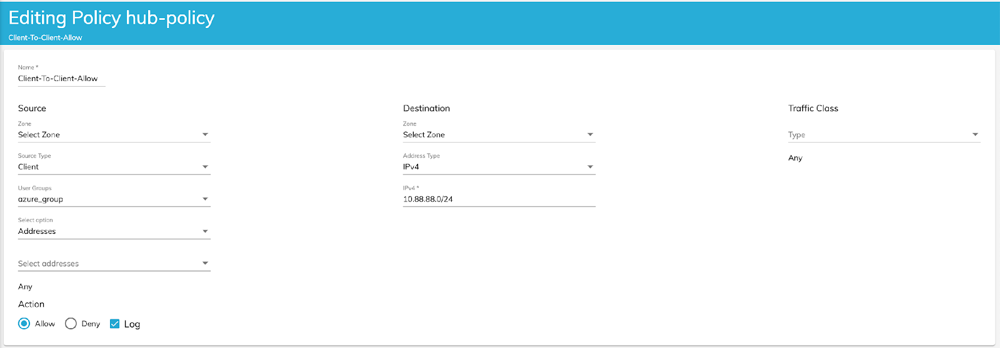 Editing Policy hub-policy
Client-To-Client-Allow
Name *
Client-To-Client-Allow
Source
Zone
Select Zone
Source Type
Client
User Groups
azure_group
Select option
Addresses
Select addresses
Any
Action
Allow Deny Log
Destination
Zone
Select Zone
Address Type
IPv4
IPv4 *
10.88.88.0/24
Traffic Class
Type
Any